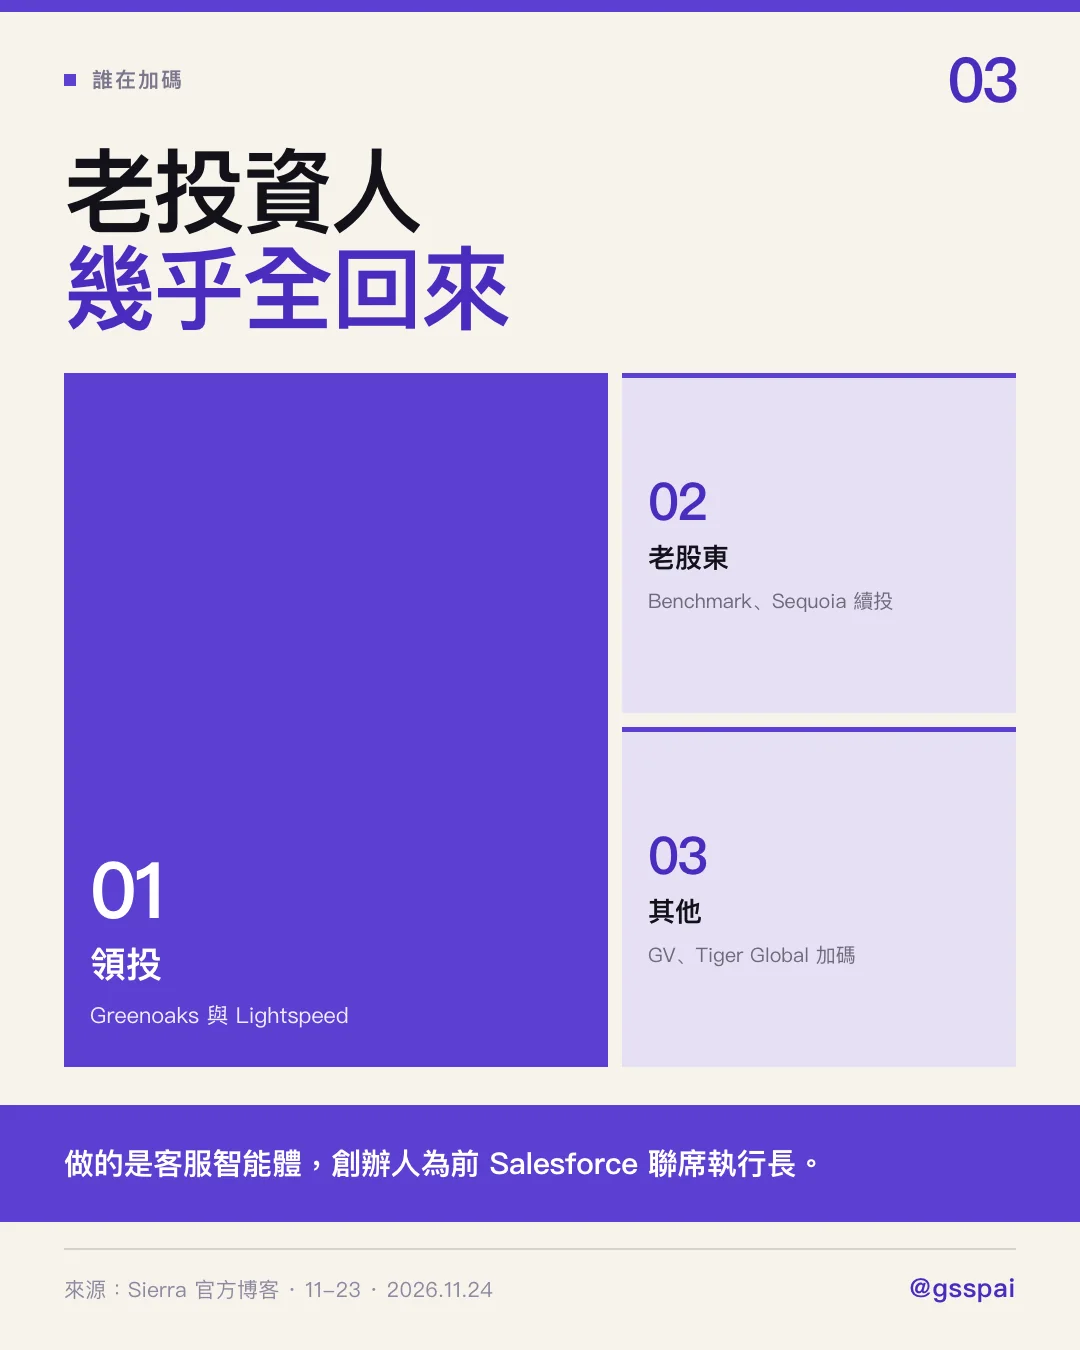 誰在加碼
03
老投資人
幾乎全回來
01
領投
Greenoaks 與 Lightspeed
02
老股東
Benchmark、Sequoia 續投
03
其他
GV、Tiger Global 加碼
做的是客服智能體，創辦人為前 Salesforce 聯席執行長。
來源：Sierra 官方博客 · 11–23 · 2026.11.24
@gsspai